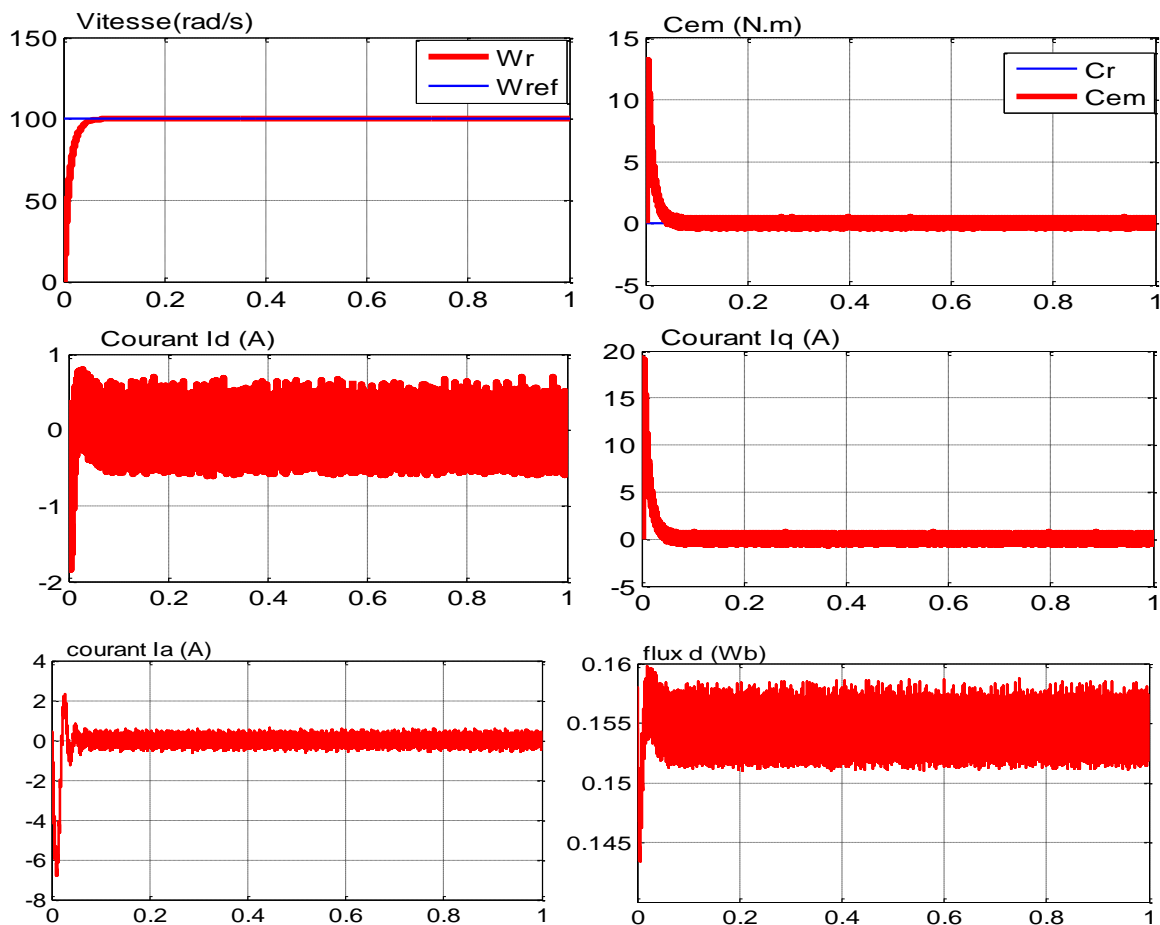 Vitesse(rad/s)
150
100
50
0
0 0.2 0.4 0.6 0.8 1
Wr
Wref
Cem (N.m)
15
10
5
0
-5
0 0.2 0.4 0.6 0.8 1
Cr
Cem
Courant Id (A)
1
0
-1
-2
0 0.2 0.4 0.6 0.8 1
Courant Iq (A)
20
15
10
5
0
-5
0 0.2 0.4 0.6 0.8 1
courant Ia (A)
4
2
0
-2
-4
-6
-8
0 0.2 0.4 0.6 0.8 1
flux d (Wb)
0.16
0.155
0.15
0.145
0 0.2 0.4 0.6 0.8 1